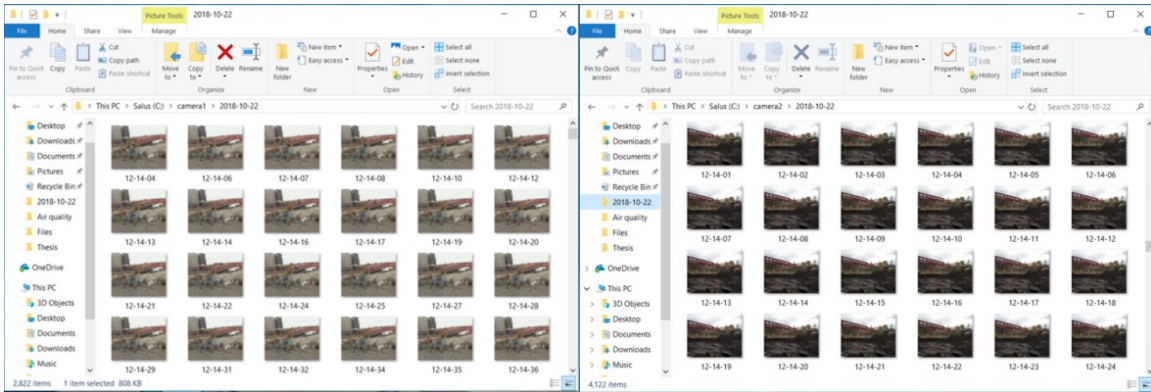 Picture Tools 2018-10-22
File Home Share View Manage
Pin to Quick access
Copy
Paste
Cut
Copy path
Paste shortcut
Clipboard
Move to
Copy to
Delete
Rename
Organize
New folder
New item
Easy access
New
Properties
Open
Edit
History
Open
Select all
Select none
Invert selection
Select
This PC > Salus (C:) > camera1 > 2018-10-22
Search 2018-10-22
Desktop
Downloads
Documents
Pictures
Recycle Bin
2018-10-22
Air quality
Files
Thesis
OneDrive
This PC
3D Objects
Desktop
Documents
Downloads
Music
12-14-04 12-14-06 12-14-07 12-14-08 12-14-10 12-14-12
12-14-13 12-14-14 12-14-16 12-14-17 12-14-19 12-14-20
12-14-21 12-14-22 12-14-24 12-14-25 12-14-27 12-14-28
12-14-29 12-14-31 12-14-32 12-14-34 12-14-35 12-14-36
2,822 items 1 item selected 808 KB
Picture Tools 2018-10-22
File Home Share View Manage
Pin to Quick access
Copy
Paste
Cut
Copy path
Paste shortcut
Clipboard
Move to
Copy to
Delete
Rename
Organize
New folder
New item
Easy access
New
Properties
Open
Edit
History
Open
Select all
Select none
Invert selection
Select
This PC > Salus (C:) > camera2 > 2018-10-22
Search 2018-10-22
Desktop
Downloads
Documents
Pictures
Recycle Bin
2018-10-22
Air quality
Files
Thesis
OneDrive
This PC
3D Objects
Desktop
Documents
Downloads
Music
12-14-01 12-14-02 12-14-03 12-14-04 12-14-05 12-14-06
12-14-07 12-14-08 12-14-09 12-14-10 12-14-11 12-14-12
12-14-13 12-14-14 12-14-15 12-14-16 12-14-17 12-14-18
12-14-19 12-14-20 12-14-21 12-14-22 12-14-23 12-14-24
4,122 items